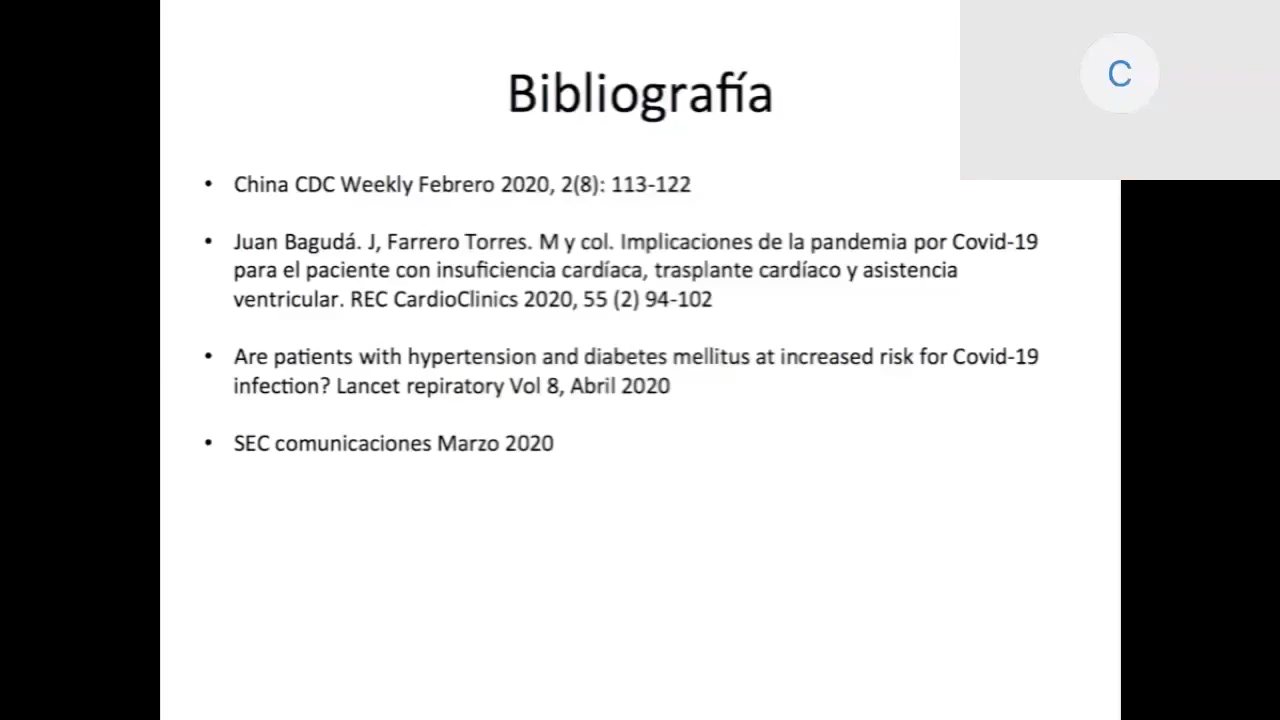 Bibliografía
C
• China CDC Weekly Febrero 2020, 2(8): 113-122
• Juan Bagudá. J, Farrero Torres. M y col. Implicaciones de la pandemia por Covid-19
para el paciente con insuficiencia cardíaca, trasplante cardíaco y asistencia
ventricular. REC CardioClinics 2020, 55 (2) 94-102
• Are patients with hypertension and diabetes mellitus at increased risk for Covid-19
infection? Lancet repiratory Vol 8, Abril 2020
• SEC comunicaciones Marzo 2020